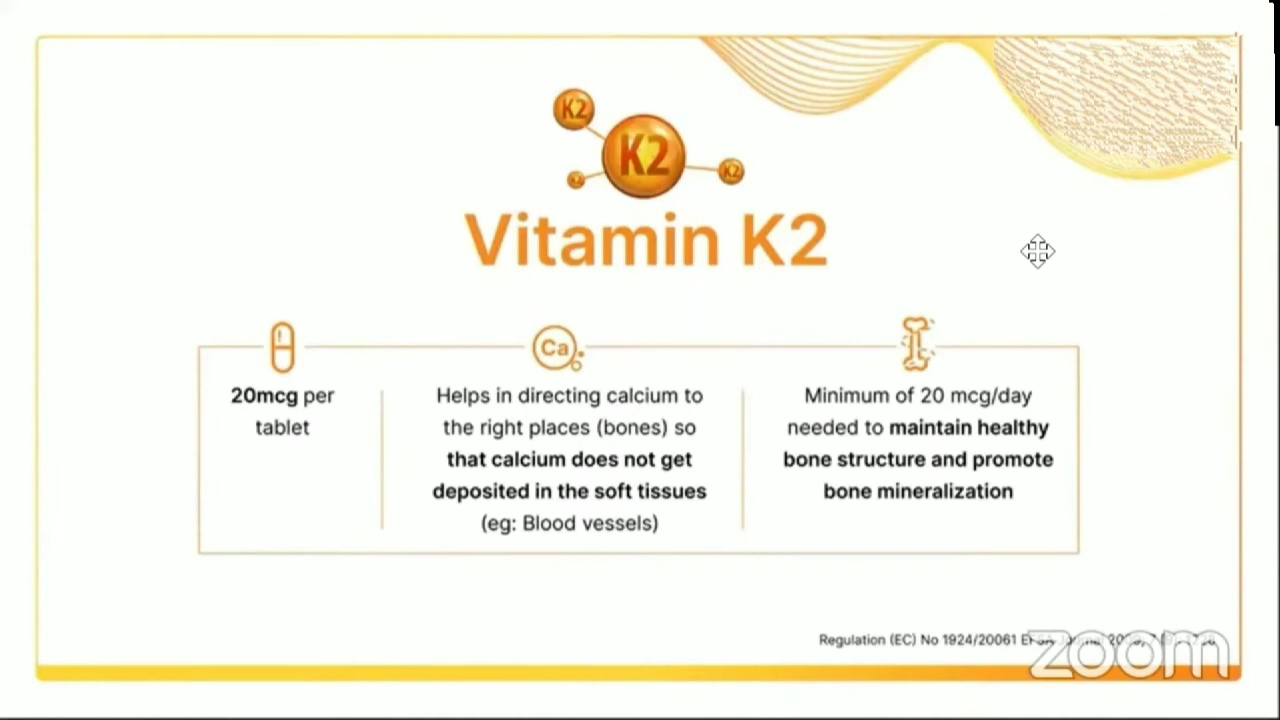 K2
K2
K2
K2
Vitamin K2
Ca
20mcg per
tablet
Helps in directing calcium to
the right places (bones) so
that calcium does not get
deposited in the soft tissues
(eg: Blood vessels)
Minimum of 20 mcg/day
needed to maintain healthy
bone structure and promote
bone mineralization
Regulation (EC) No 1924/20061
zoom